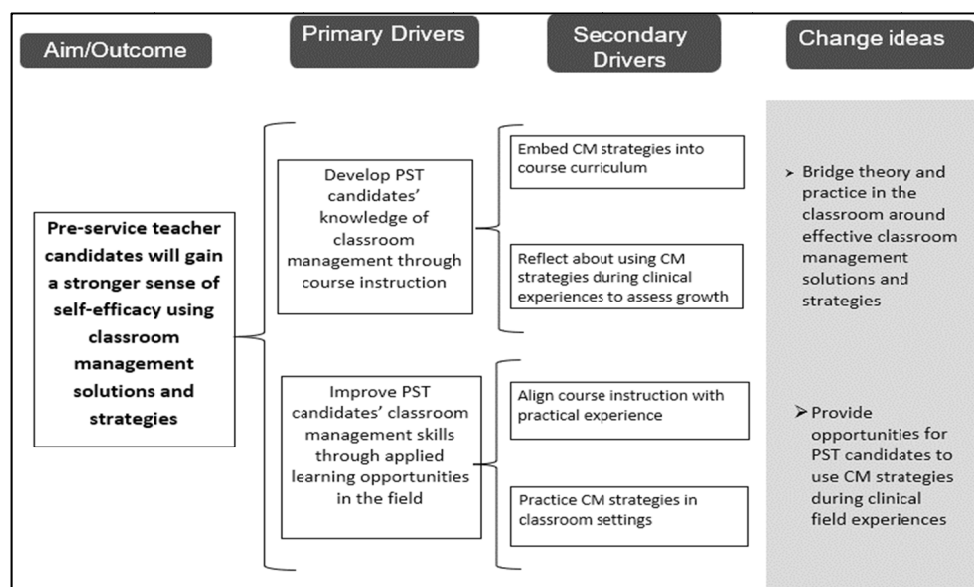 Aim/Outcome
Primary Drivers
Secondary
Drivers
Change ideas
Pre-service teacher
candidates will gain
a stronger sense of
self-efficacy using
classroom
management
solutions and
strategies
Develop PST
candidates'
knowledge of
classroom
management through
course instruction
Improve PST
candidates' classroom
management skills
through applied
learning opportunities
in the field
Embed CM strategies into
course curriculum
Reflect about using CM
strategies during clinical
experiences to assess growth
Align course instruction with
practical experience
Practice CM strategies in
classroom settings
➤ Bridge theory and
practice in the
classroom around
effective classroom
management
solutions and
strategies
➤ Provide
opportunities for
PST candidates to
use CM strategies
during clinical
field experiences